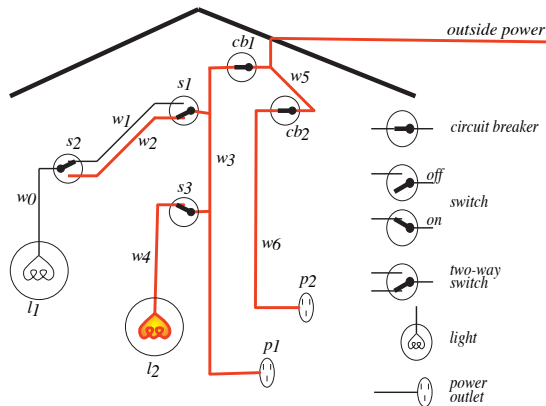 outside power
cb1
w5
s1
cb2
circuit breaker
w1
s2
w2
w3
off
switch
s3
on
w0
w4
w6
p2
two-way
switch
l1
light
l2
p1
power
outlet